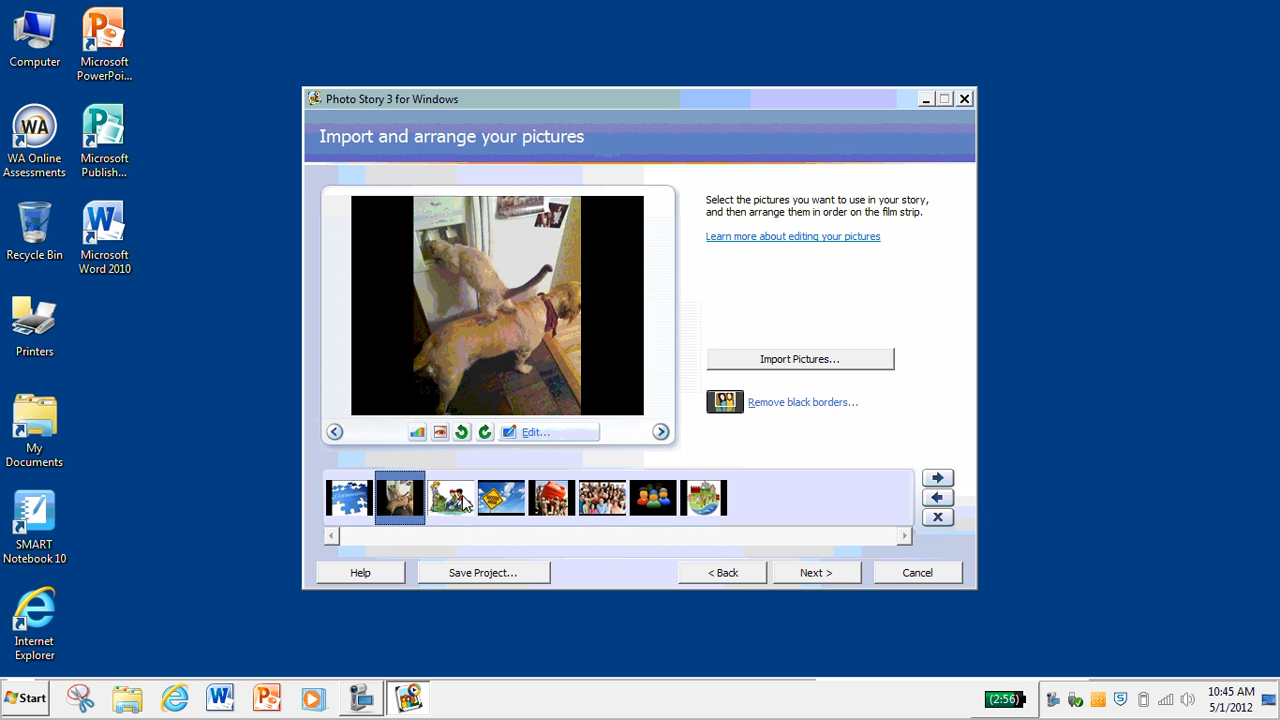 Computer
Microsoft
PowerPoi...
WA
WA Online
Assessments
Microsoft
Publish...
Recycle Bin
Microsoft
Word 2010
Printers
My
Documents
SMART
Notebook 10
Internet
Explorer
Photo Story 3 for Windows
Import and arrange your pictures
Select the pictures you want to use in your story,
and then arrange them in order on the film strip.
Learn more about editing your pictures
Import Pictures...
Remove black borders...
Edit...
Help
Save Project...
< Back
Next >
Cancel
Start
(2:56)
10:45 AM
5/1/2012